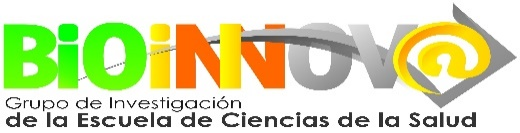 BiOiNNOV@
Grupo de Investigación
de la Escuela de Ciencias de la Salud